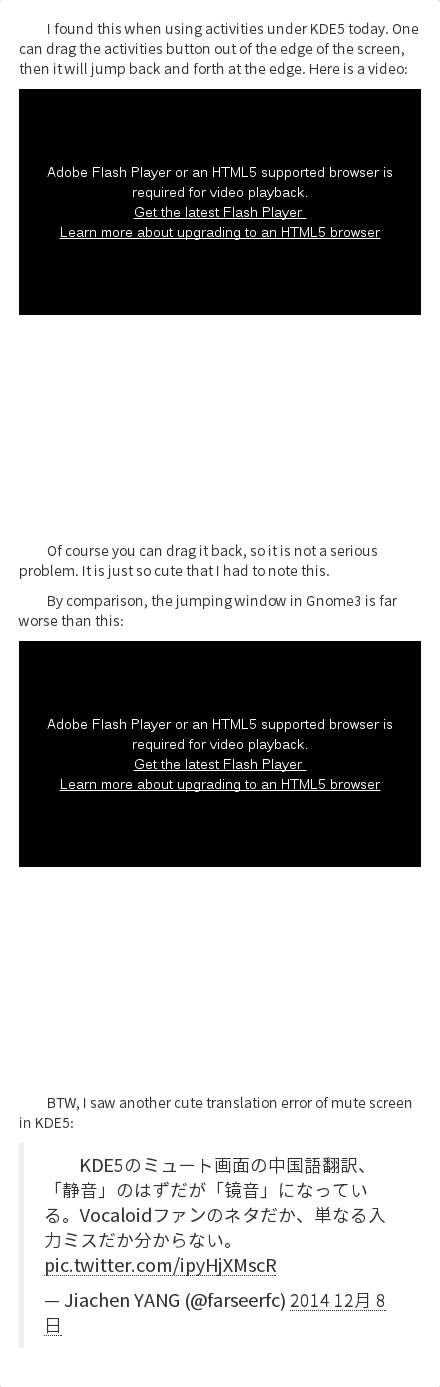 I found this when using activities under KDE5 today. One
can drag the activities button out of the edge of the screen,
then it will jump back and forth at the edge. Here is a video:
Adobe Flash Player or an HTML5 supported browser is
required for video playback.
Get the latest Flash Player
Learn more about upgrading to an HTML5 browser
Of course you can drag it back, so it is not a serious
problem. It is just so cute that I had to note this.
By comparison, the jumping window in Gnome3 is far
worse than this:
Adobe Flash Player or an HTML5 supported browser is
required for video playback.
Get the latest Flash Player
Learn more about upgrading to an HTML5 browser
BTW, I saw another cute translation error of mute screen
in KDE5:
KDE5のミュート画面の中国語翻訳、
「静音」のはずだが「镜音」になってい
る。Vocaloidファンのネタだか、単なる入
力ミスだか分からない。
pic.twitter.com/ipyHjXMscR
— Jiachen YANG (@farseerfc) 2014 12月 8
日